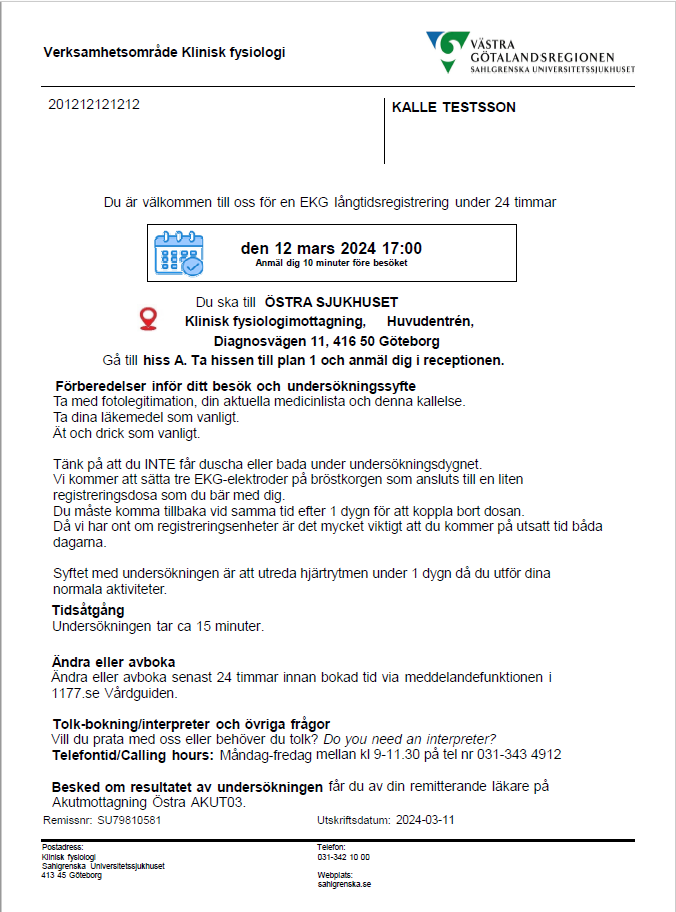 Verksamhetsområde Klinisk fysiologi
VÄSTRA
GÖTALANDSREGIONEN
SAHLGRENSKA UNIVERSITETSSJUKHUSET
201212121212
KALLE TESTSSON
Du är välkommen till oss för en EKG långtidsregistrering under 24 timmar
den 12 mars 2024 17:00
Anmäl dig 10 minuter före besöket
Du ska till ÖSTRA SJUKHUSET
Klinisk fysiologimottagning, Huvudentrén,
Diagnosvägen 11, 416 50 Göteborg
Gå till hiss A. Ta hissen till plan 1 och anmäl dig i receptionen.
Förberedelser inför ditt besök och undersökningssyfte
Ta med fotolegitimation, din aktuella medicinlista och denna kallelse.
Ta dina läkemedel som vanligt.
Ät och drick som vanligt.
Tänk på att du INTE får duscha eller bada under undersökningsdygnet.
Vi kommer att sätta tre EKG-elektroder på bröstkorgen som ansluts till en liten
registreringsdosa som du bär med dig.
Du måste komma tillbaka vid samma tid efter 1 dygn för att koppla bort dosan.
Då vi har ont om registreringsenheter är det mycket viktigt att du kommer på utsatt tid båda
dagarna.
Syftet med undersökningen är att utreda hjärtrytmen under 1 dygn då du utför dina
normala aktiviteter.
Tidsåtgång
Undersökningen tar ca 15 minuter.
Ändra eller avboka
Ändra eller avboka senast 24 timmar innan bokad tid via meddelandefunktionen i
1177.se Vårdguiden.
Tolk-bokning/interpreter och övriga frågor
Vill du prata med oss eller behöver du tolk? Do you need an interpreter?
Telefontid/Calling hours: Måndag-fredag mellan kl 9-11.30 på tel nr 031-343 4912
Besked om resultatet av undersökningen får du av din remitterande läkare på
Akutmottagning Östra AKUT03.
Remissnr: SU79810581 Utskriftsdatum: 2024-03-11
Postadress:
Klinisk fysiologi
Sahlgrenska Universitetssjukhuset
413 45 Göteborg
Telefon:
031-342 10 00
Webplats:
sahlgrenska.se